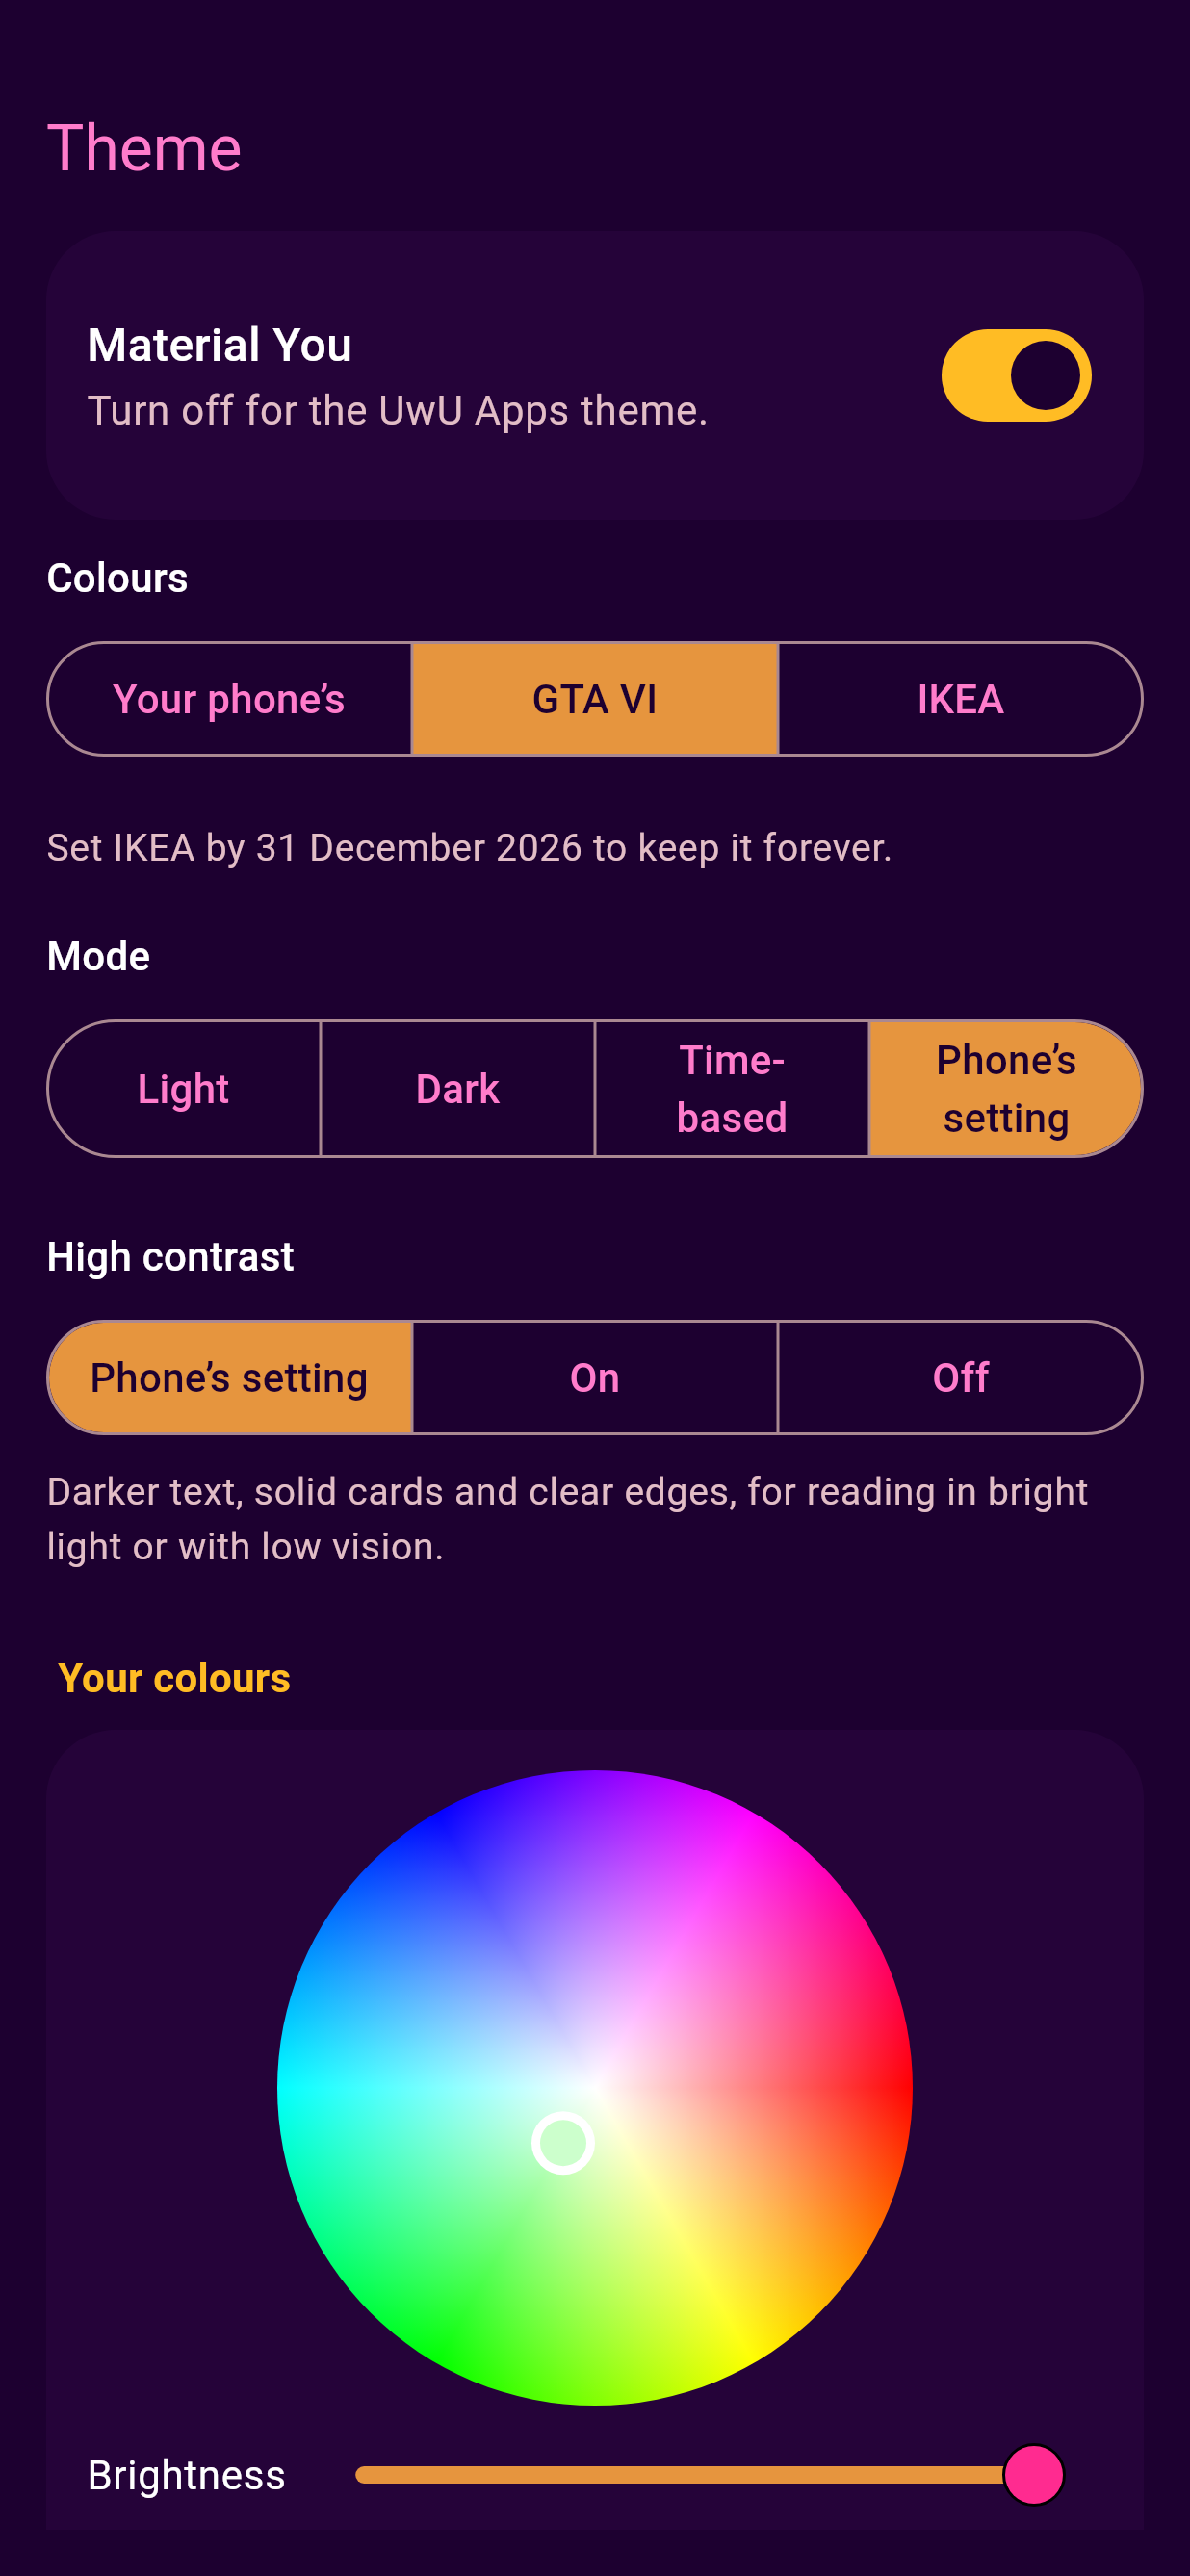 Theme
Material You
Turn off for the UwU Apps theme.
Colours
Your phone’s
GTA VI
IKEA
Set IKEA by 31 December 2026 to keep it forever.
Mode
Light
Dark
Time-
based
Phone’s
setting
High contrast
Phone’s setting
On
Off
Darker text, solid cards and clear edges, for reading in bright
light or with low vision.
Your colours
Brightness